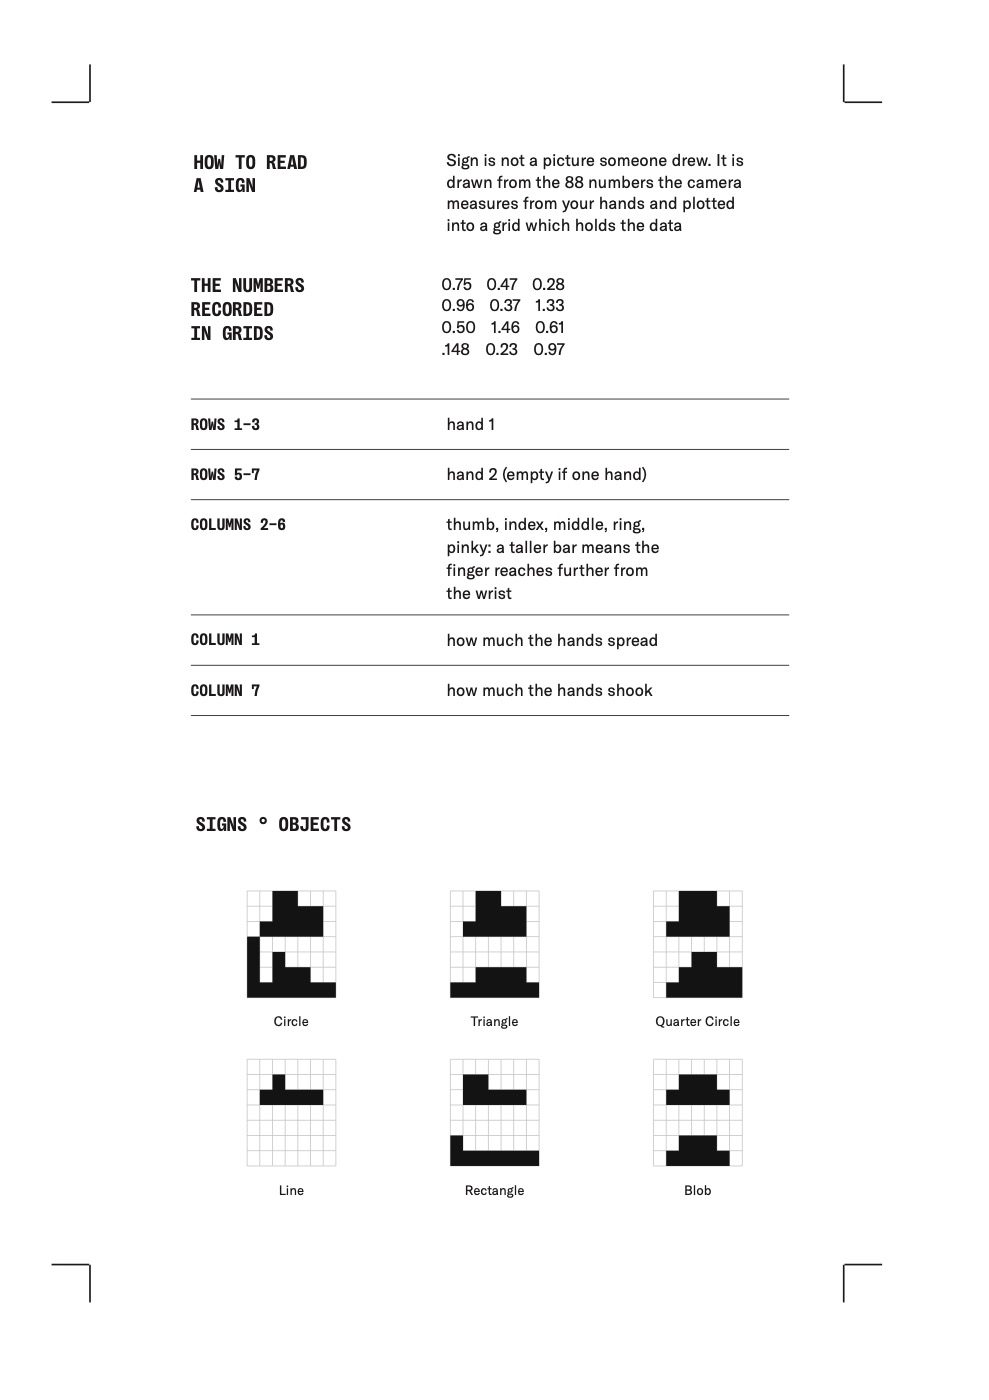 HOW TO READ
A SIGN
Sign is not a picture someone drew. It is
drawn from the 88 numbers the camera
measures from your hands and plotted
into a grid which holds the data
THE NUMBERS
RECORDED
IN GRIDS
0.75 0.47 0.28
0.96 0.37 1.33
0.50 1.46 0.61
.148 0.23 0.97
ROWS 1–3
hand 1
ROWS 5–7
hand 2 (empty if one hand)
COLUMNS 2–6
thumb, index, middle, ring,
pinky: a taller bar means the
finger reaches further from
the wrist
COLUMN 1
how much the hands spread
COLUMN 7
how much the hands shook
SIGNS ° OBJECTS
Circle
Triangle
Quarter Circle
Line
Rectangle
Blob